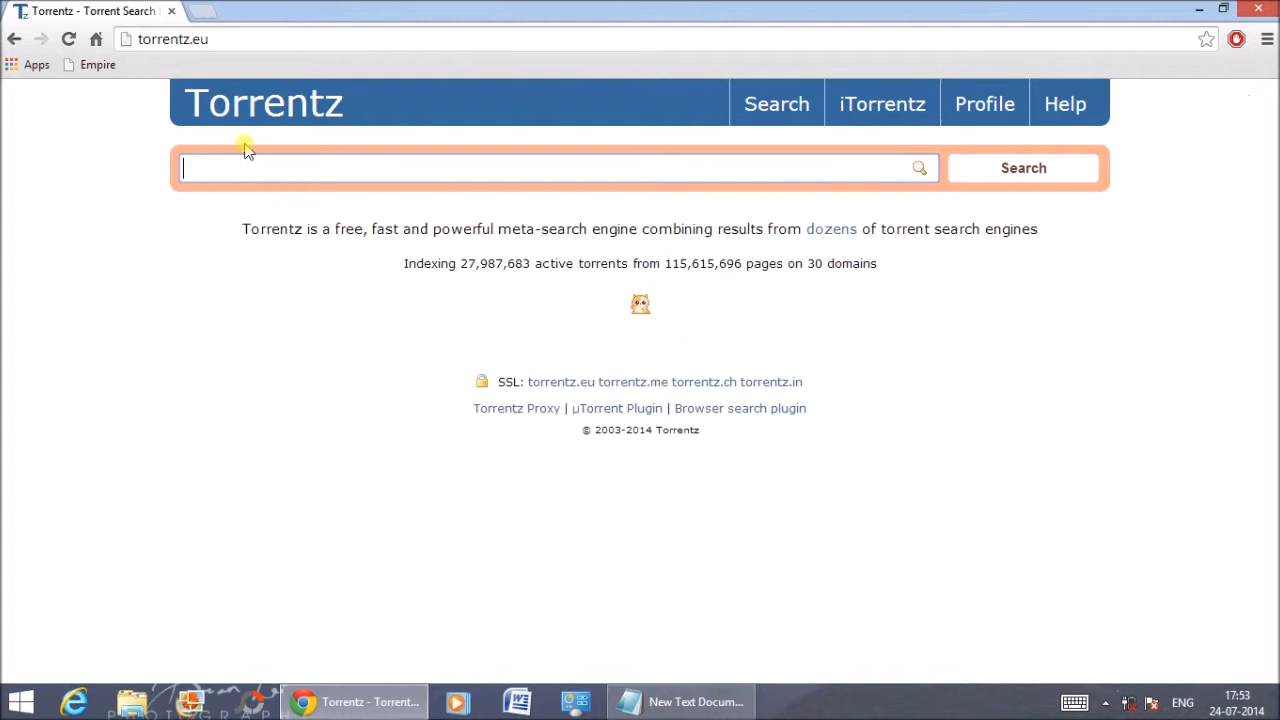 Torrentz - Torrent Search
torrentz.eu
Apps Empire
Torrentz Search iTorrentz Profile Help
Search
Torrentz is a free, fast and powerful meta-search engine combining results from dozens of torrent search engines
Indexing 27,987,683 active torrents from 115,615,696 pages on 30 domains
SSL: torrentz.eu torrentz.me torrentz.ch torrentz.in
Torrentz Proxy | µTorrent Plugin | Browser search plugin
© 2003-2014 Torrentz
Torrentz - Torrent... New Text Docum... ENG 17:53
24-07-2014